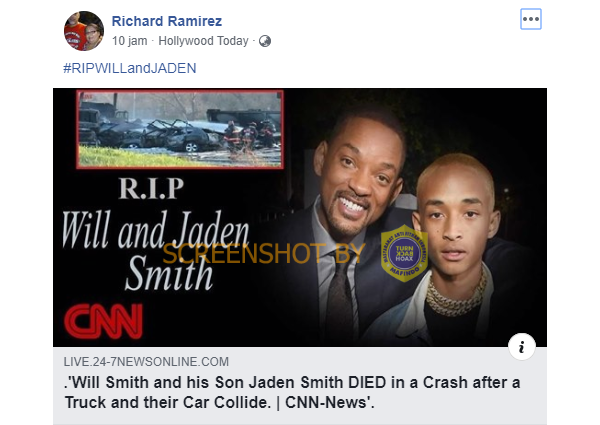 Richard Ramirez
10 jam · Hollywood Today ·
#RIPWILLandJADEN
R.I.P
Will and Jaden
Smith
CNN
SCREENSHOT BY
TURN
BACK
HOAX
MAFINDO
LIVE.24-7NEWSONLINE.COM
.'Will Smith and his Son Jaden Smith DIED in a Crash after a
Truck and their Car Collide. | CNN-News'.